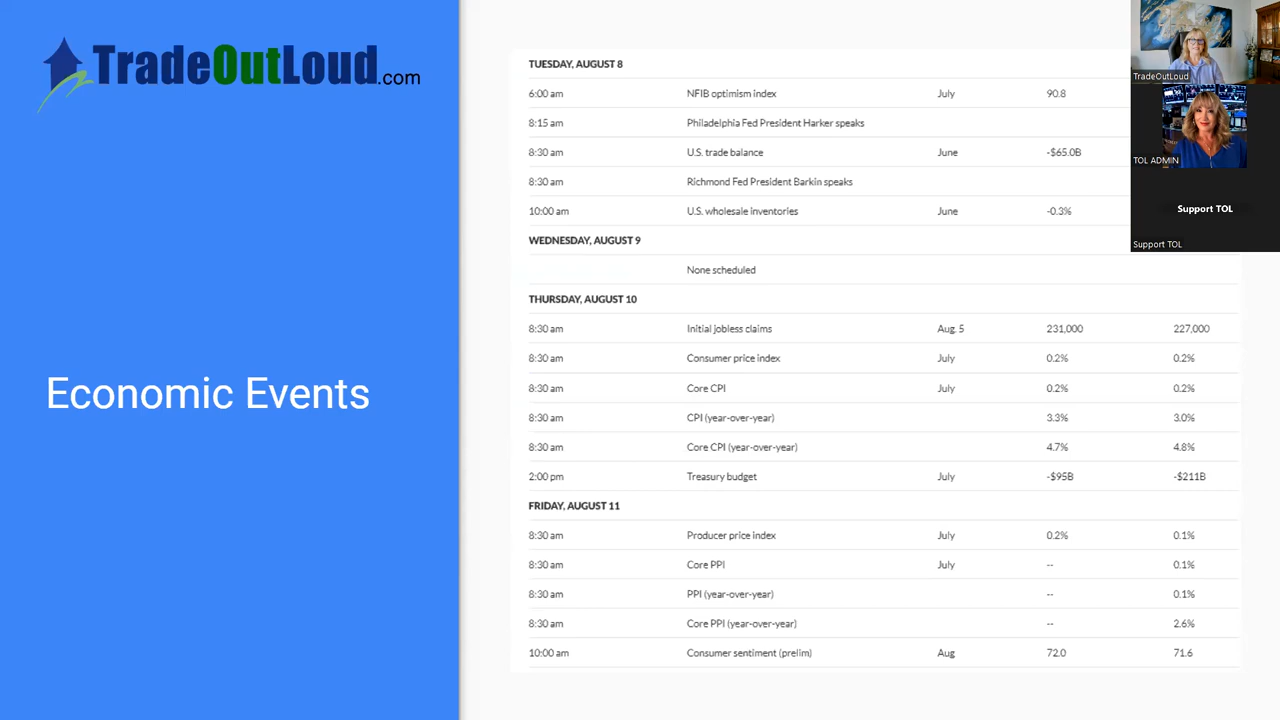 TradeOutLoud.com
Economic Events
TUESDAY, AUGUST 8
6:00 am NFIB optimism index July 90.8
8:15 am Philadelphia Fed President Harker speaks
8:30 am U.S. trade balance June -$65.0B
8:30 am Richmond Fed President Barkin speaks
10:00 am U.S. wholesale inventories June -0.3%
WEDNESDAY, AUGUST 9
None scheduled
THURSDAY, AUGUST 10
8:30 am Initial jobless claims Aug. 5 231,000 227,000
8:30 am Consumer price index July 0.2% 0.2%
8:30 am Core CPI July 0.2% 0.2%
8:30 am CPI (year-over-year) 3.3% 3.0%
8:30 am Core CPI (year-over-year) 4.7% 4.8%
2:00 pm Treasury budget July -$95B -$211B
FRIDAY, AUGUST 11
8:30 am Producer price index July 0.2% 0.1%
8:30 am Core PPI July -- 0.1%
8:30 am PPI (year-over-year) -- 0.1%
8:30 am Core PPI (year-over-year) -- 2.6%
10:00 am Consumer sentiment (prelim) Aug 72.0 71.6
TradeOutLoud
TOL ADMIN
Support TOL
Support TOL